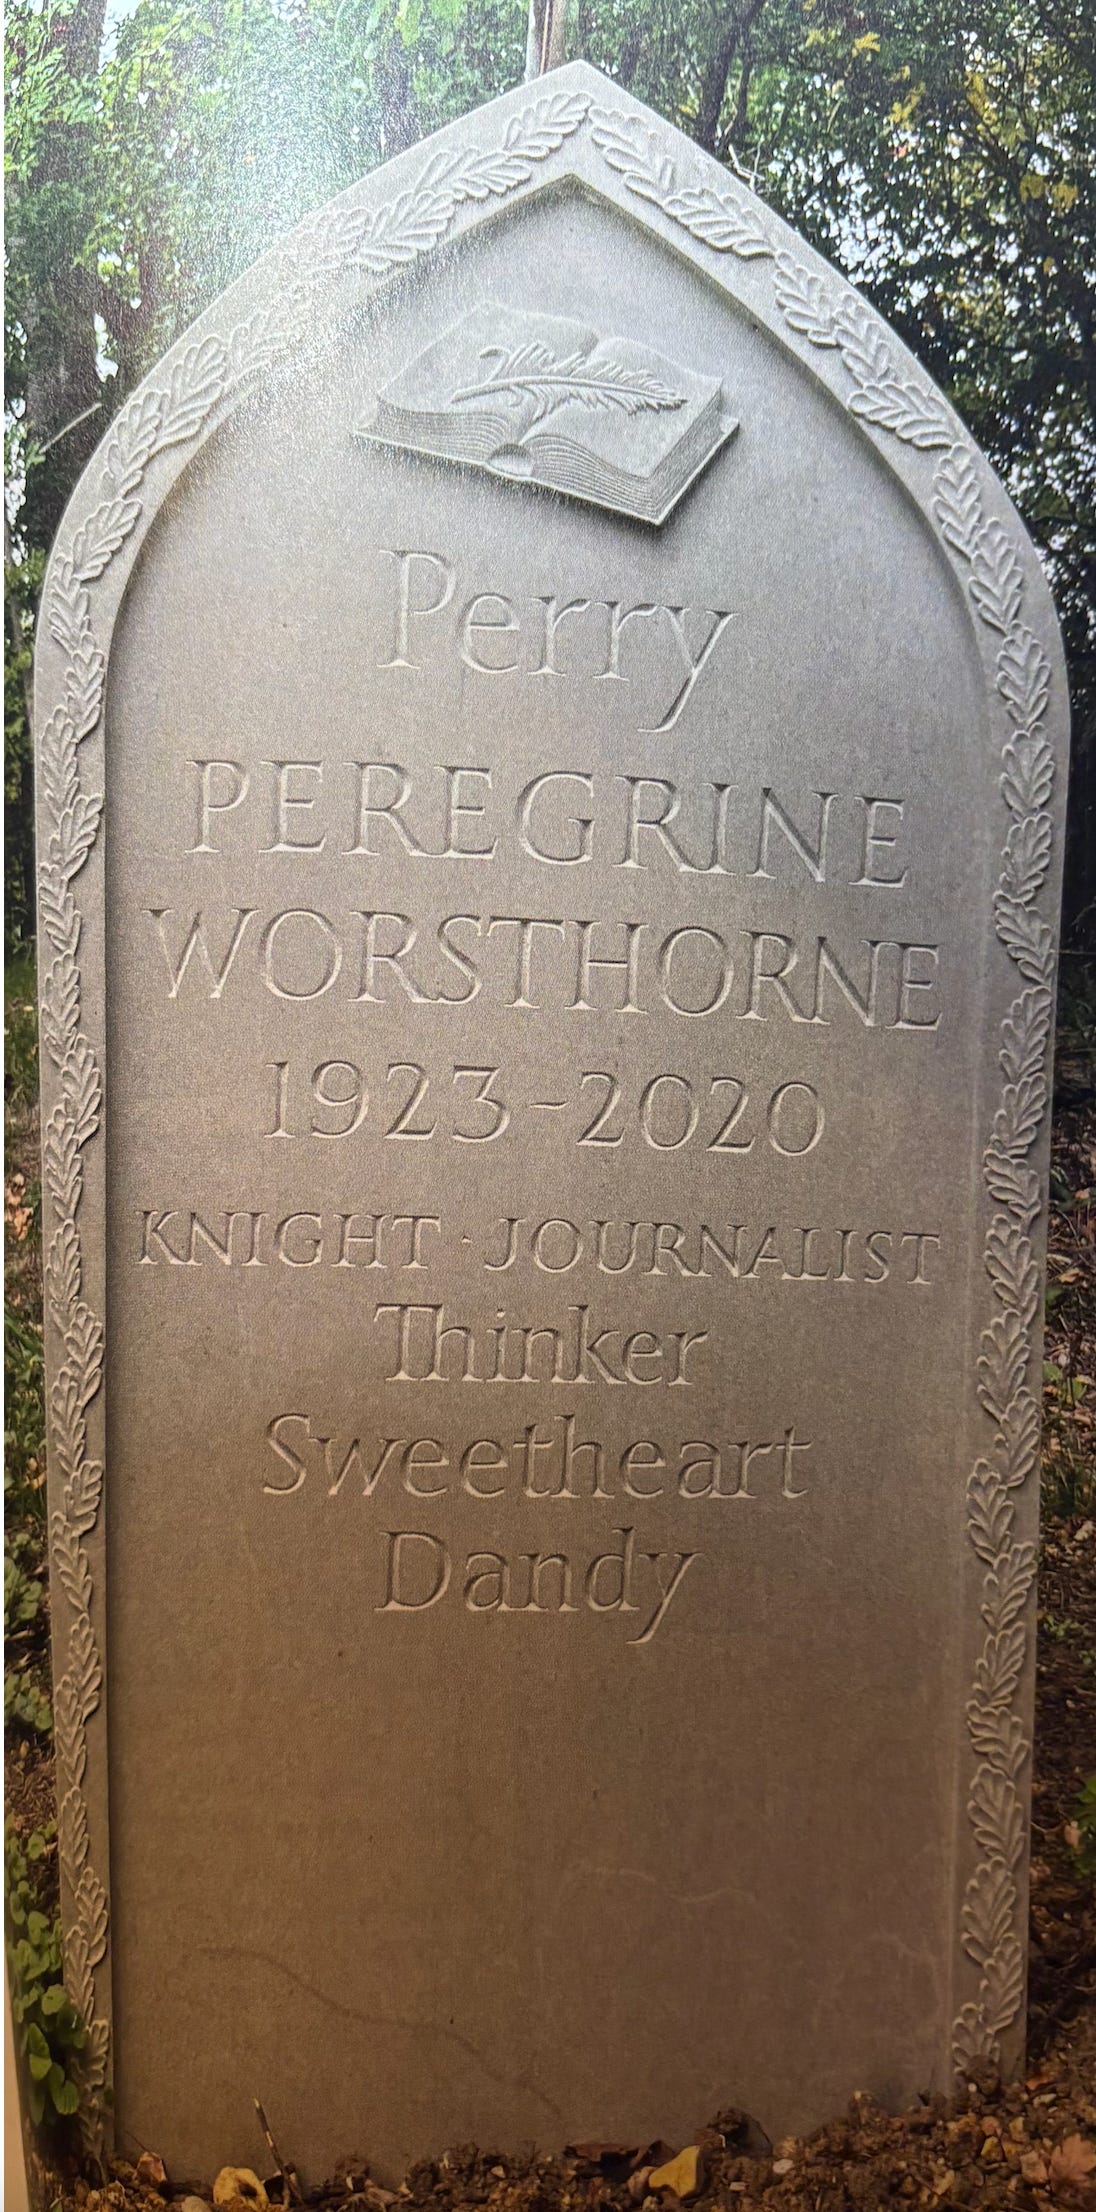 Perry
PEREGRINE
WORSTHORNE
1923-2020
KNIGHT · JOURNALIST
Thinker
Sweetheart
Dandy